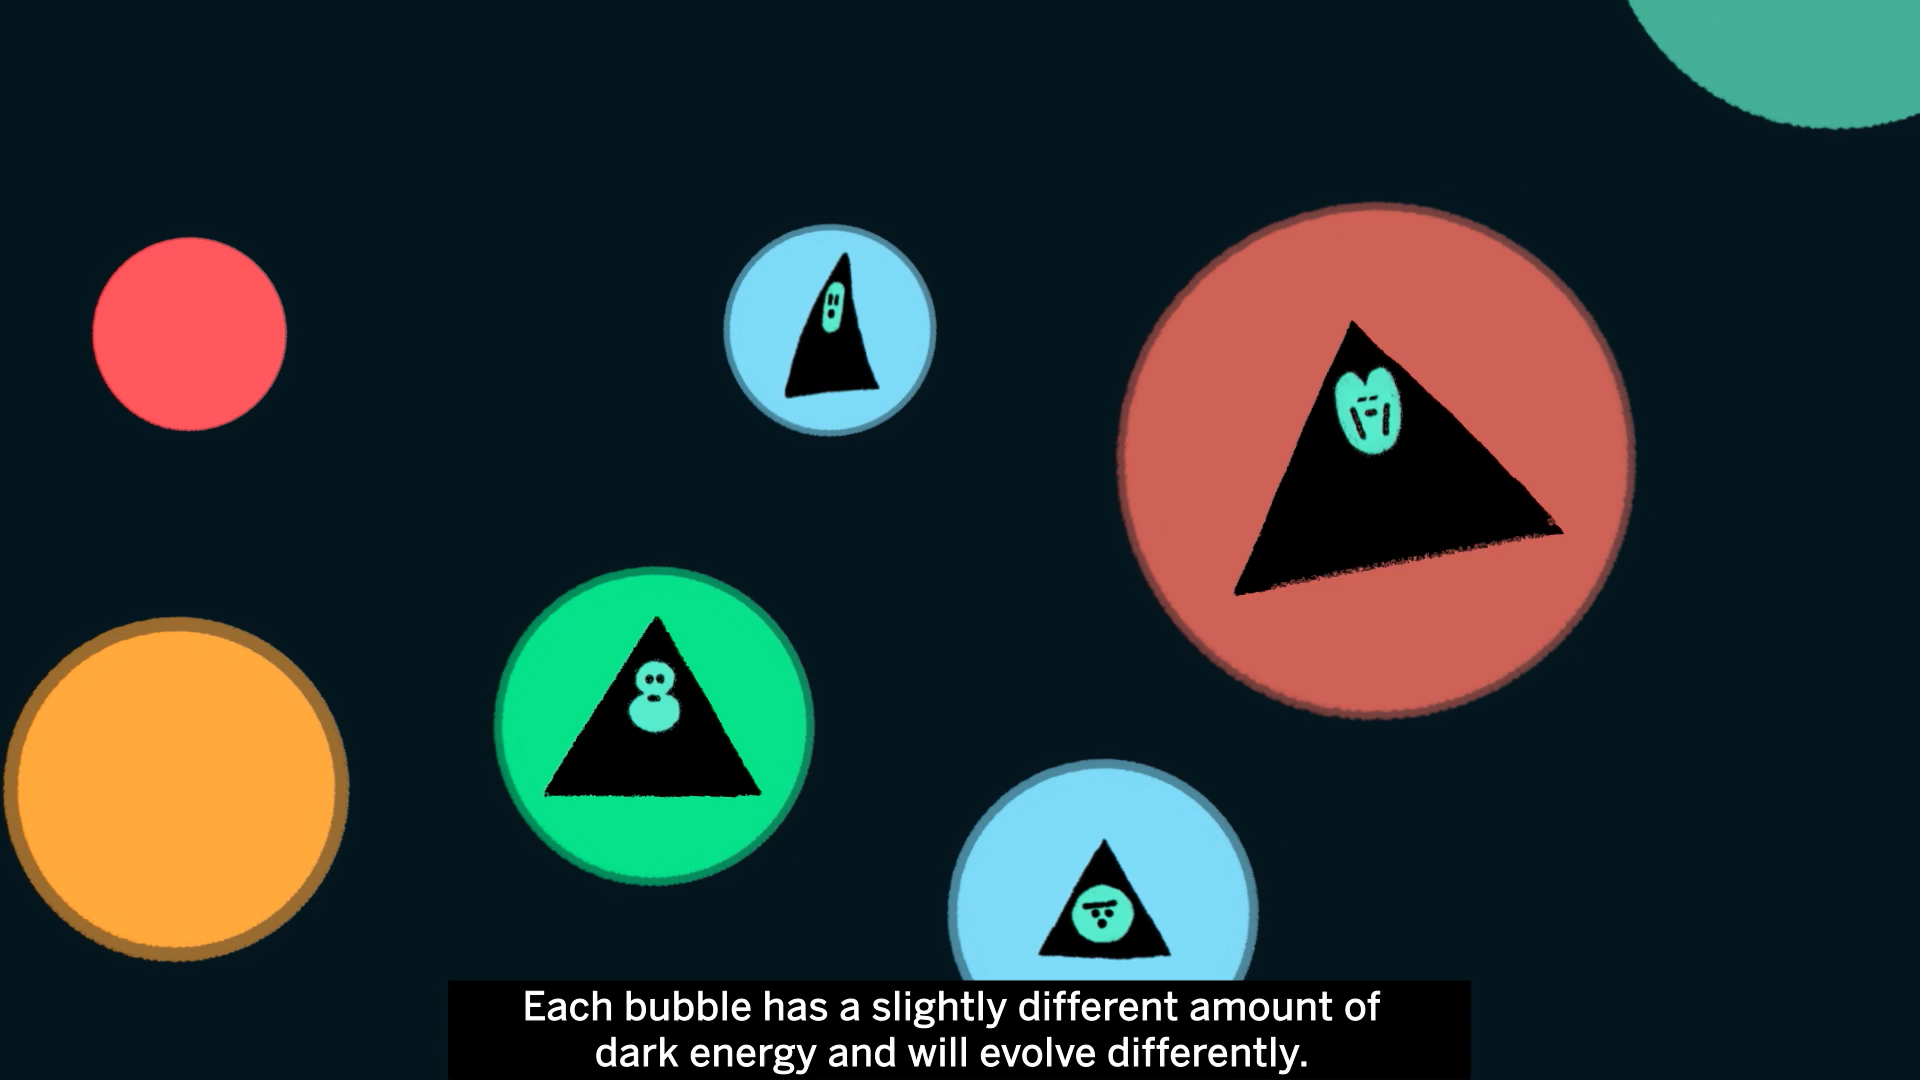 Each bubble has a slightly different amount of
dark energy and will evolve differently.